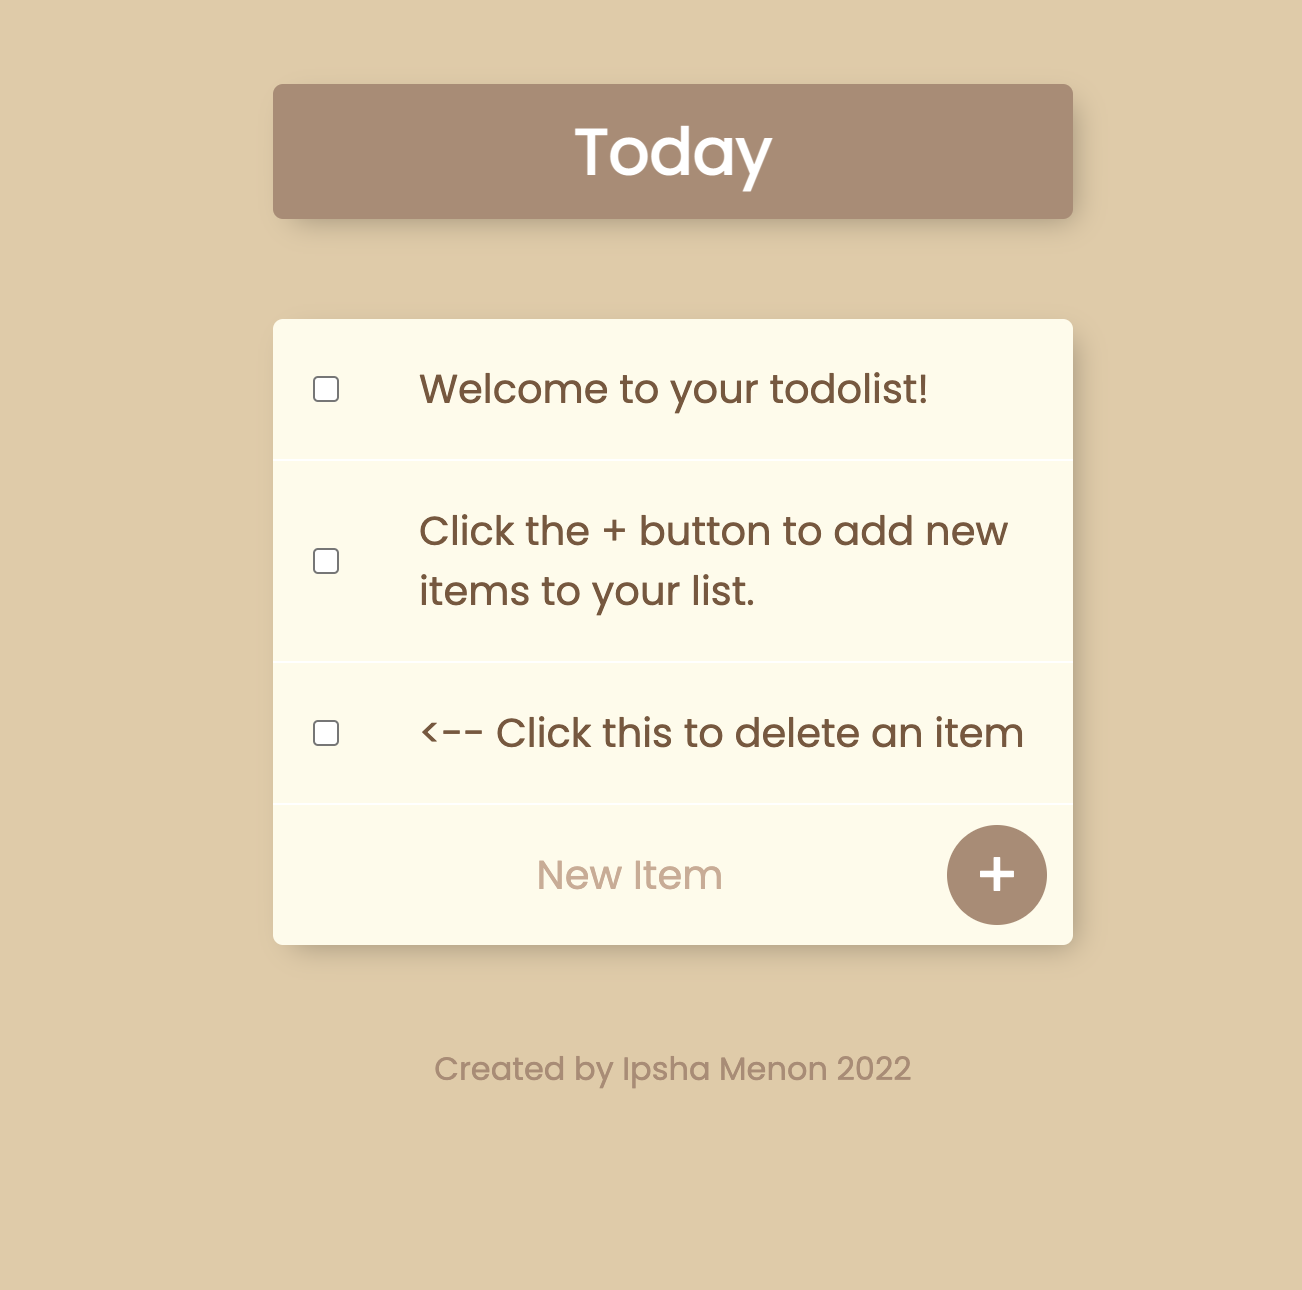 Today
Welcome to your todolist!
Click the + button to add new
items to your list.
<-- Click this to delete an item
New Item
+
Created by Ipsha Menon 2022